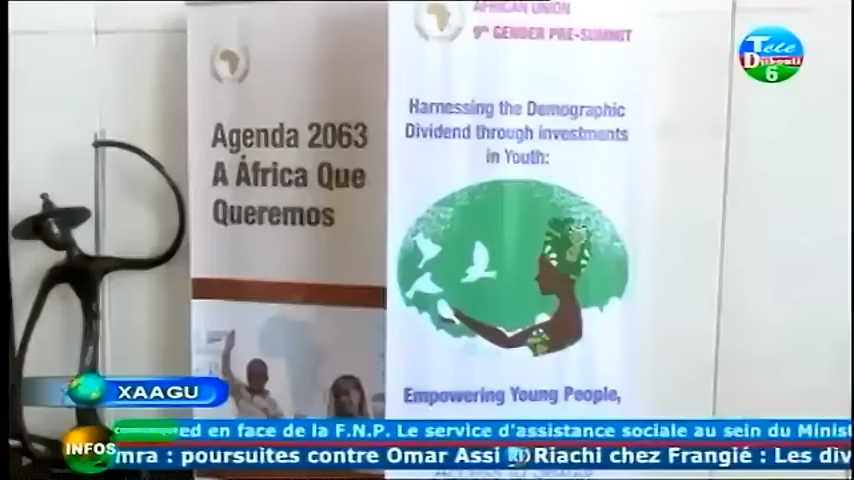 AFRICAN UNION
9th GENDER PRE-SUMMIT
Tele
Djibouti
6
Agenda 2063
A África Que
Queremos
Harnessing the Demographic
Dividend through investments
in Youth:
Empowering Young People,
XAAGU
Communiqué
ed en face de la F.N.P. Le service d'assistance sociale au sein du Minist
INFOS
mra : poursuites contre Omar Assi
Riachi chez Frangié : Les div